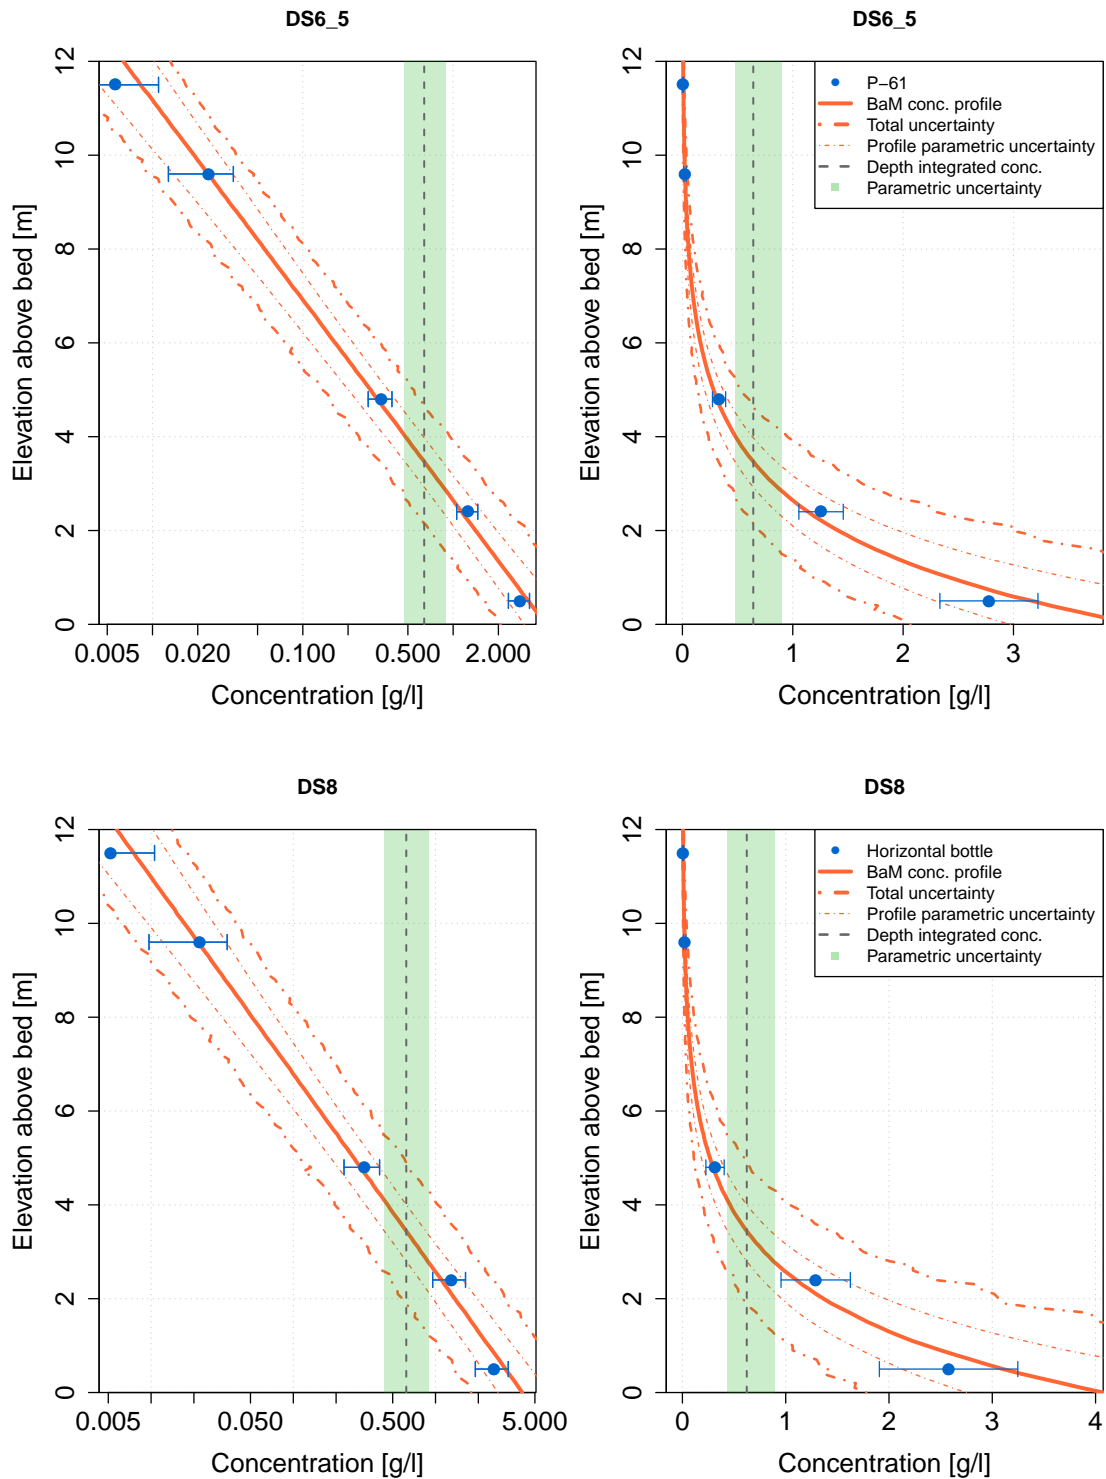 DS6_5
DS6_5
12
10
8
6
4
2
0
Elevation above bed [m]
0.005
0.020
0.100
0.500
2.000
Concentration [g/l]
12
10
8
6
4
2
0
Elevation above bed [m]
P−61
BaM conc. profile
Total uncertainty
Profile parametric uncertainty
Depth integrated conc.
Parametric uncertainty
0
1
2
3
Concentration [g/l]
DS8
DS8
12
10
8
6
4
2
0
Elevation above bed [m]
0.005
0.050
0.500
5.000
Concentration [g/l]
12
10
8
6
4
2
0
Elevation above bed [m]
Horizontal bottle
BaM conc. profile
Total uncertainty
Profile parametric uncertainty
Depth integrated conc.
Parametric uncertainty
0
1
2
3
4
Concentration [g/l]